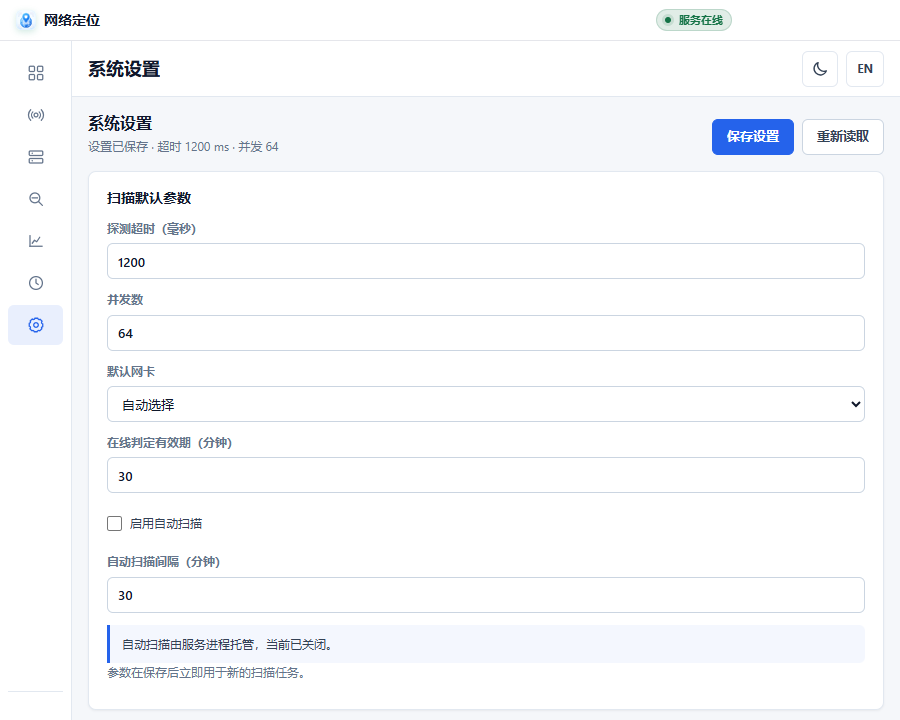 网络定位
服务在线
系统设置
EN
系统设置
设置已保存 · 超时 1200 ms · 并发 64
保存设置
重新读取
扫描默认参数
探测超时（毫秒）
1200
并发数
64
默认网卡
自动选择
在线判定有效期（分钟）
30
启用自动扫描
自动扫描间隔（分钟）
30
自动扫描由服务进程托管，当前已关闭。
参数在保存后立即用于新的扫描任务。